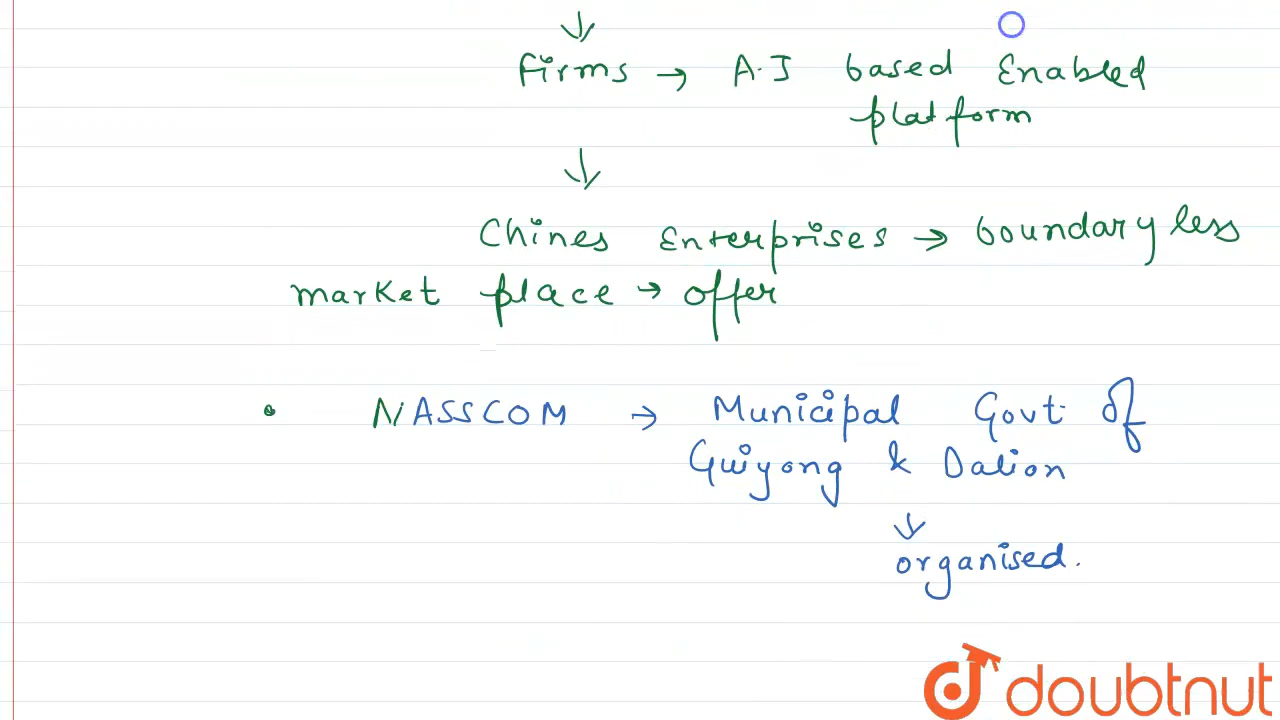 ↓
Firms → A.I based Enabled
platform
↓
Chines Enterprises → boundary less
market place → offer
• NASSCOM → Municipal Govt. of
Guiyong & Dalion
↓
organised.
doubtnut